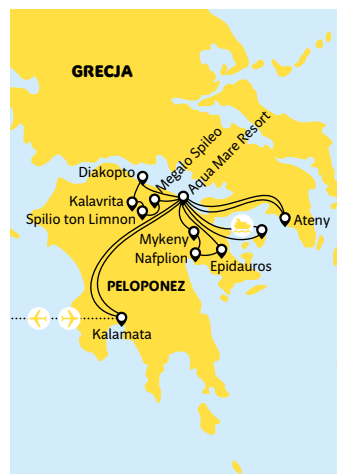 GRECJA
Megalo Spileo
Aqua Mare Resort
Diakopto
Kalavrita
Spilio ton Limnon
Ateny
Mykeny
Nafplion
Epidauros
PELOPONEZ
Kalamata